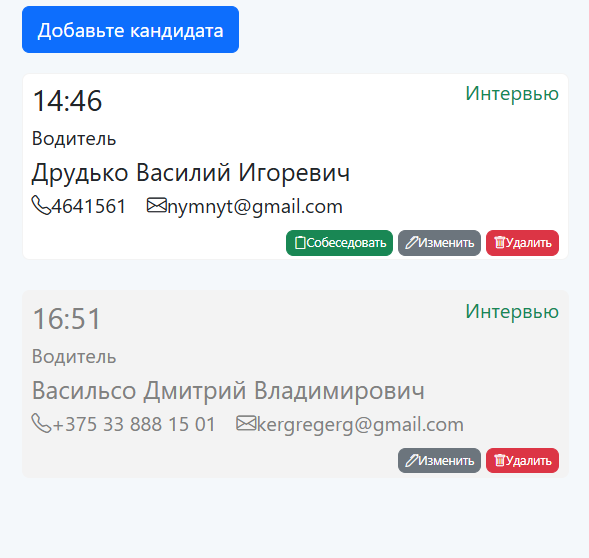 Добавьте кандидата
14:46 Интервью
Водитель
Друдько Василий Игоревич
4641561 nymnyt@gmail.com
Собеседовать Изменить Удалить
16:51 Интервью
Водитель
Васильсо Дмитрий Владимирович
+375 33 888 15 01 kergregerg@gmail.com
Изменить Удалить